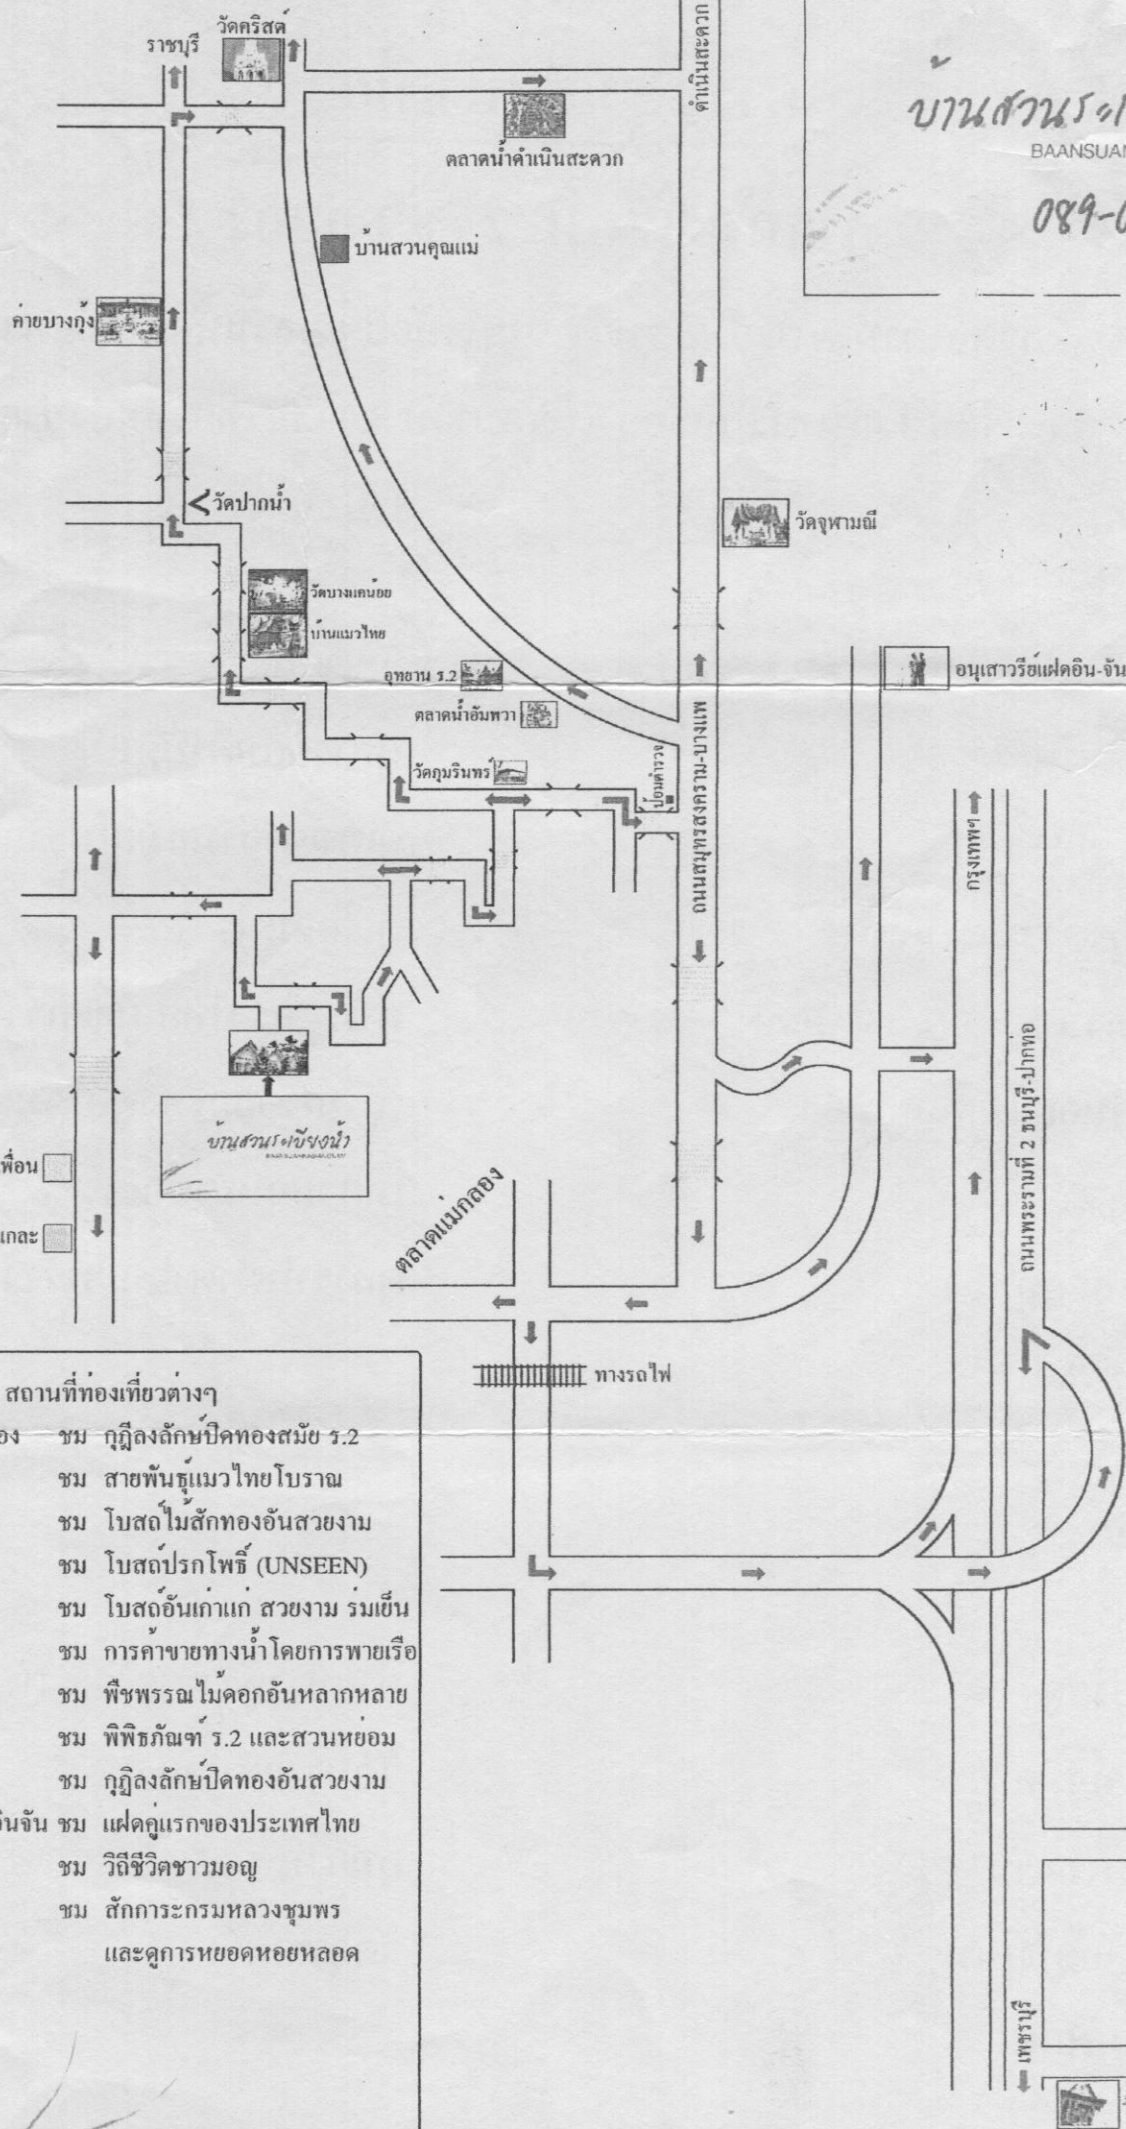 วัดคริสต์
ราชบุรี
ดำเนินสะดวก
ตลาดน้ำดำเนินสะดวก
BAANSUAN
089-0
บ้านสวนคุณแม่
ค่ายบางกุ้ง
วัดปากน้ำ
วัดจุฬามณี
วัดบางแคน้อย
บ้านแมวไทย
อนุเสาวรีย์แฝดอิน-จัน
อุทยาน ร.2
ตลาดน้ำอัมพวา
วัดภุมรินทร์
ป้อมตำรวจ
ถนนสมุทรสงคราม-บางแพ
กรุงเทพฯ
ถนนพระรามที่ 2 ธนบุรี-ปากท่อ
บ้านสวนระเบียงน้ำ
เพื่อน
แกละ
ตลาดแม่กลอง
ทางรถไฟ
สถานที่ท่องเที่ยวต่างๆ
อง ชม กุฎีลงลักษ์ปิดทองสมัย ร.2
ชม สายพันธุ์แมวไทยโบราณ
ชม โบสถ์ไม้สักทองอันสวยงาม
ชม โบสถ์ปรกโพธิ์ (UNSEEN)
ชม โบสถ์อันเก่าแก่ สวยงาม ร่มเย็น
ชม การค้าขายทางน้ำโดยการพายเรือ
ชม พืชพรรณไม้ดอกอันหลากหลาย
ชม พิพิธภัณฑ์ ร.2 และสวนหย่อม
ชม กุฏิลงลักษ์ปิดทองอันสวยงาม
อินจัน ชม แฝดคู่แรกของประเทศไทย
ชม วิถีชีวิตชาวมอญ
ชม สักการะกรมหลวงชุมพร
และดูการหยอดหอยหลอด
เพชรบุรี